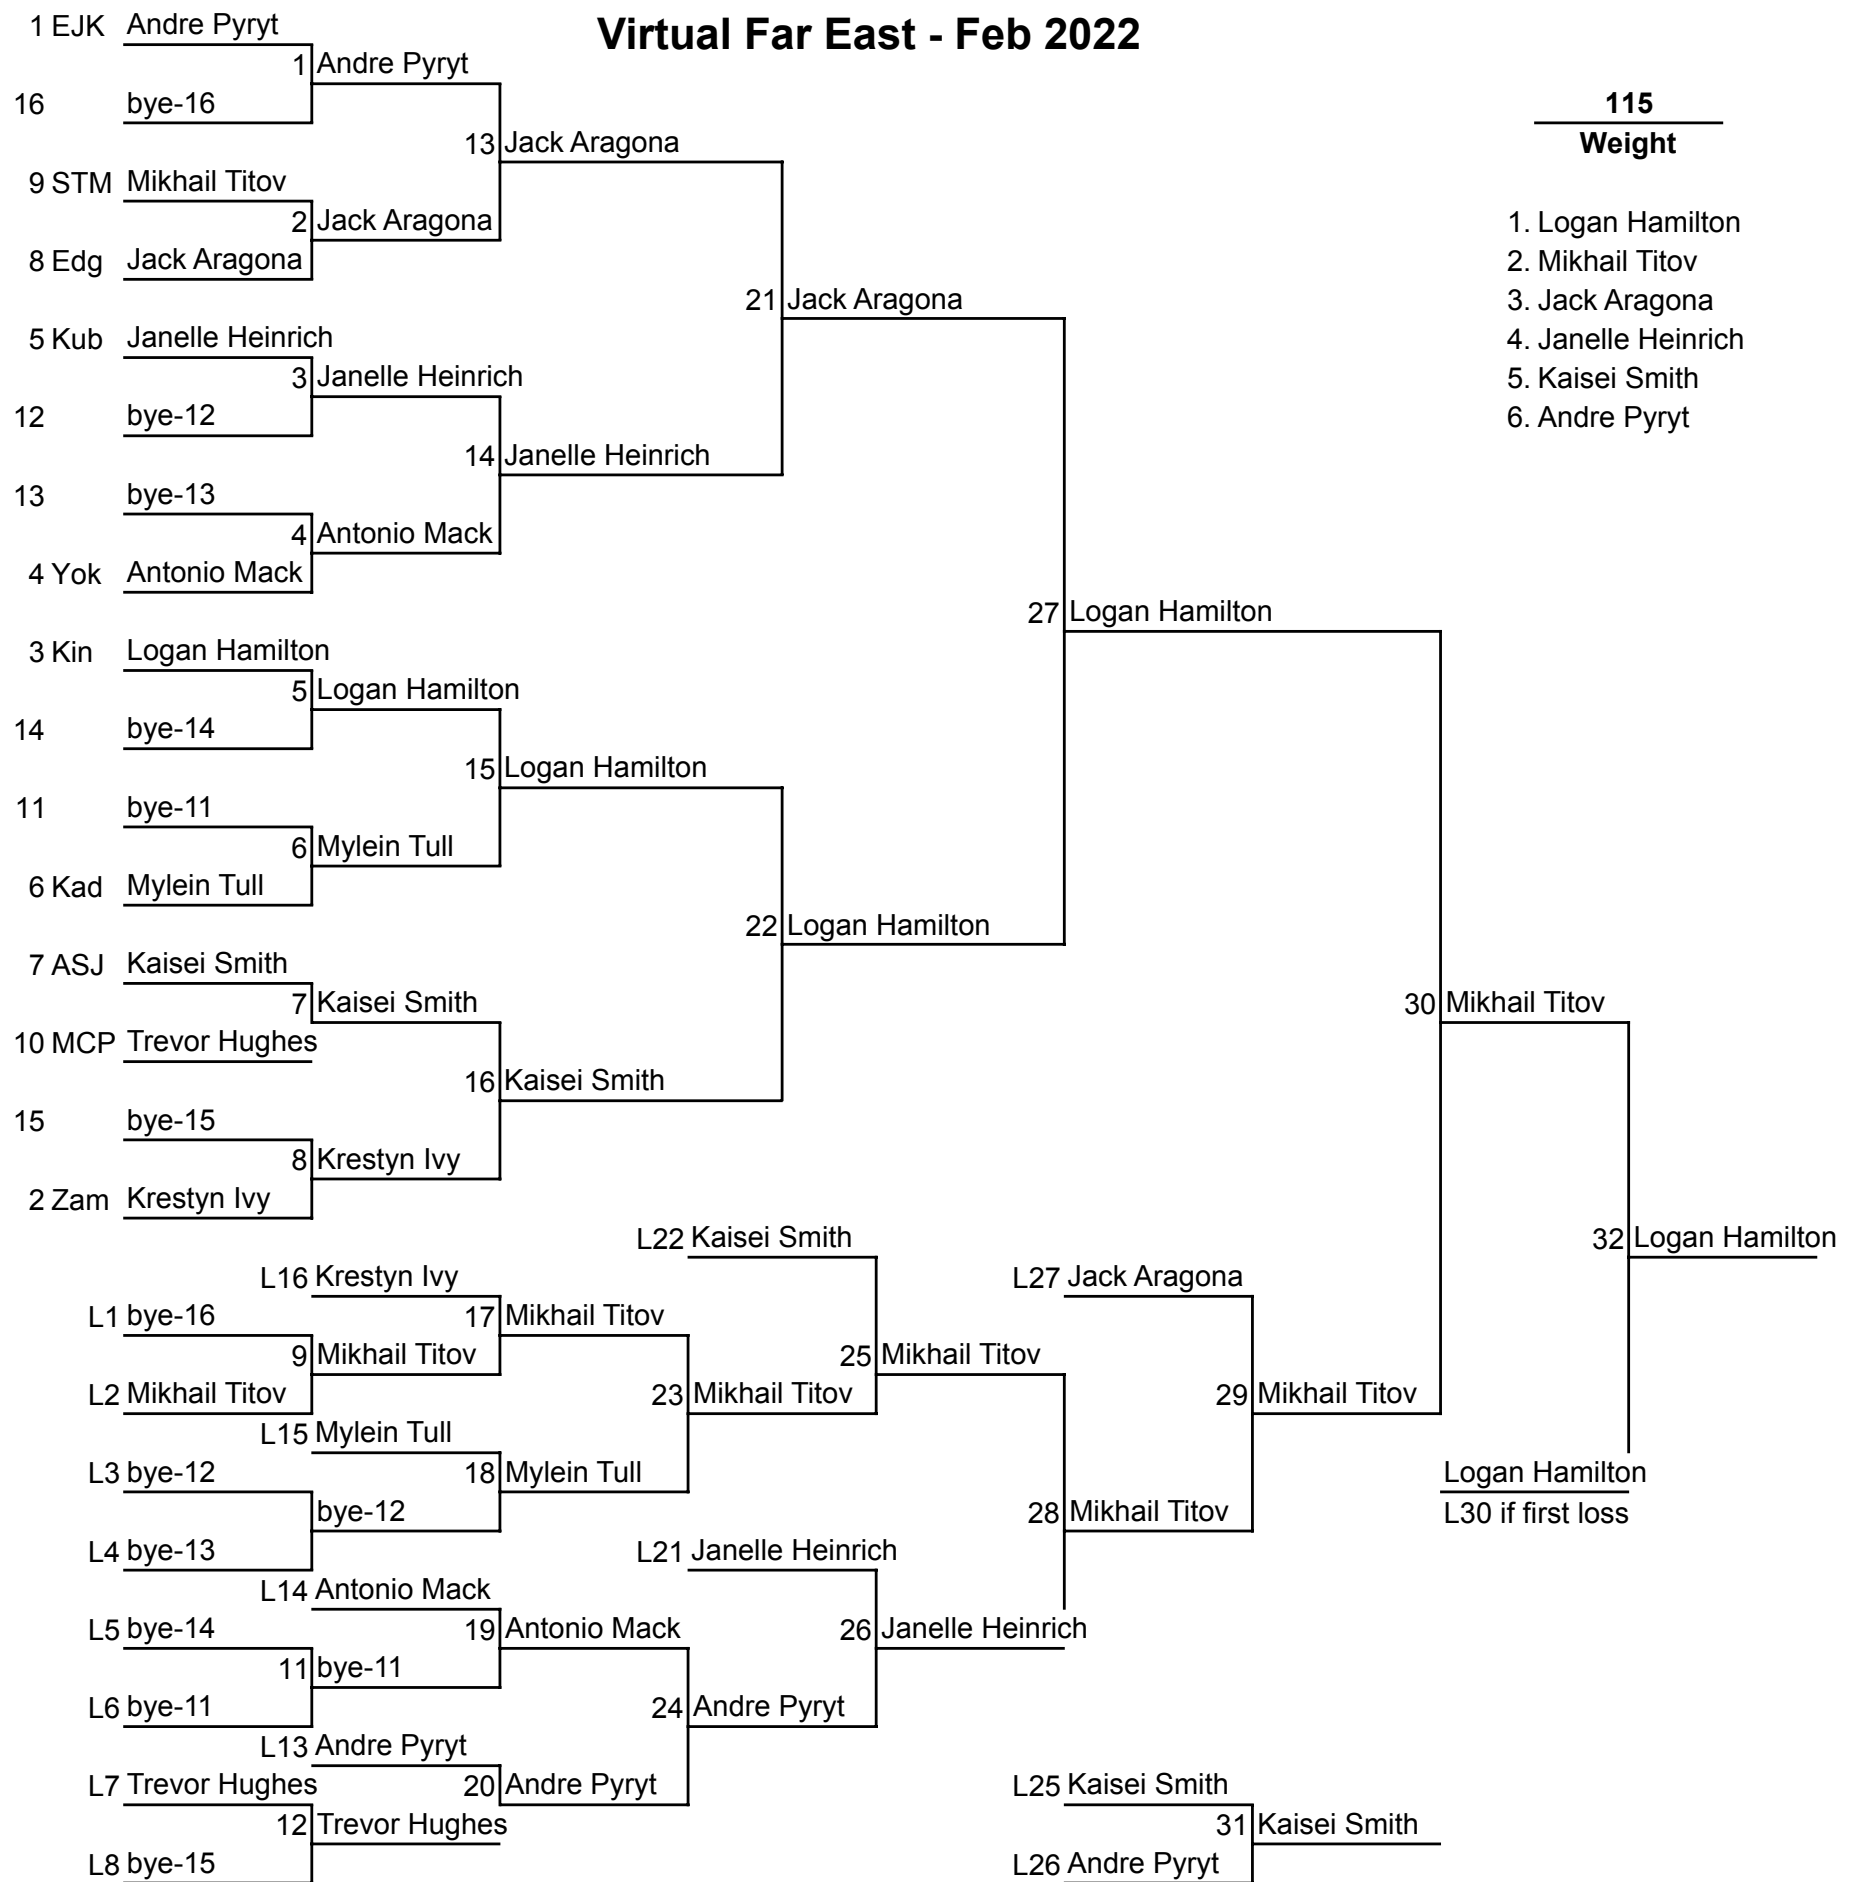 Virtual Far East - Feb 2022
1 EJK Andre Pyryt
1 Andre Pyryt
16 bye-16
115
Weight
13 Jack Aragona
9 STM Mikhail Titov
2 Jack Aragona
8 Edg Jack Aragona
1. Logan Hamilton
2. Mikhail Titov
3. Jack Aragona
4. Janelle Heinrich
5. Kaisei Smith
6. Andre Pyryt
21 Jack Aragona
5 Kub Janelle Heinrich
3 Janelle Heinrich
12 bye-12
14 Janelle Heinrich
13 bye-13
4 Antonio Mack
4 Yok Antonio Mack
27 Logan Hamilton
3 Kin Logan Hamilton
5 Logan Hamilton
14 bye-14
15 Logan Hamilton
11 bye-11
6 Mylein Tull
6 Kad Mylein Tull
22 Logan Hamilton
7 ASJ Kaisei Smith
7 Kaisei Smith
30 Mikhail Titov
10 MCP Trevor Hughes
16 Kaisei Smith
15 bye-15
8 Krestyn Ivy
2 Zam Krestyn Ivy
L22 Kaisei Smith
32 Logan Hamilton
L16 Krestyn Ivy
L27 Jack Aragona
L1 bye-16
17 Mikhail Titov
9 Mikhail Titov
25 Mikhail Titov
L2 Mikhail Titov
23 Mikhail Titov
29 Mikhail Titov
L15 Mylein Tull
L3 bye-12
18 Mylein Tull
Logan Hamilton
L30 if first loss
bye-12
28 Mikhail Titov
L4 bye-13
L21 Janelle Heinrich
L14 Antonio Mack
L5 bye-14
19 Antonio Mack
26 Janelle Heinrich
11 bye-11
L6 bye-11
24 Andre Pyryt
L13 Andre Pyryt
L7 Trevor Hughes
20 Andre Pyryt
L25 Kaisei Smith
12 Trevor Hughes
31 Kaisei Smith
L8 bye-15
L26 Andre Pyryt